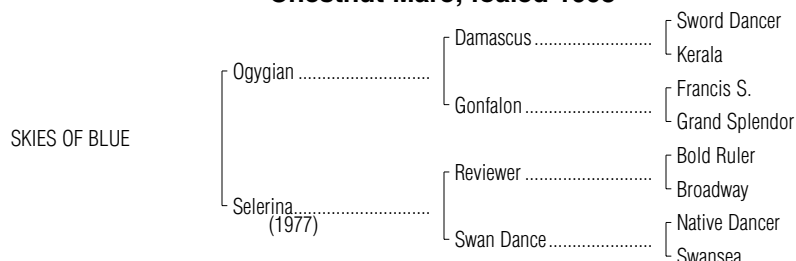 Chestnut Mare; foaled
Sword Dancer
Damascus
Kerala
Ogygian
Francis S.
Gonfalon
Grand Splendor
SKIES OF BLUE
Bold Ruler
Reviewer
Broadway
Selerina
(1977)
Native Dancer
Swan Dance
Swansea